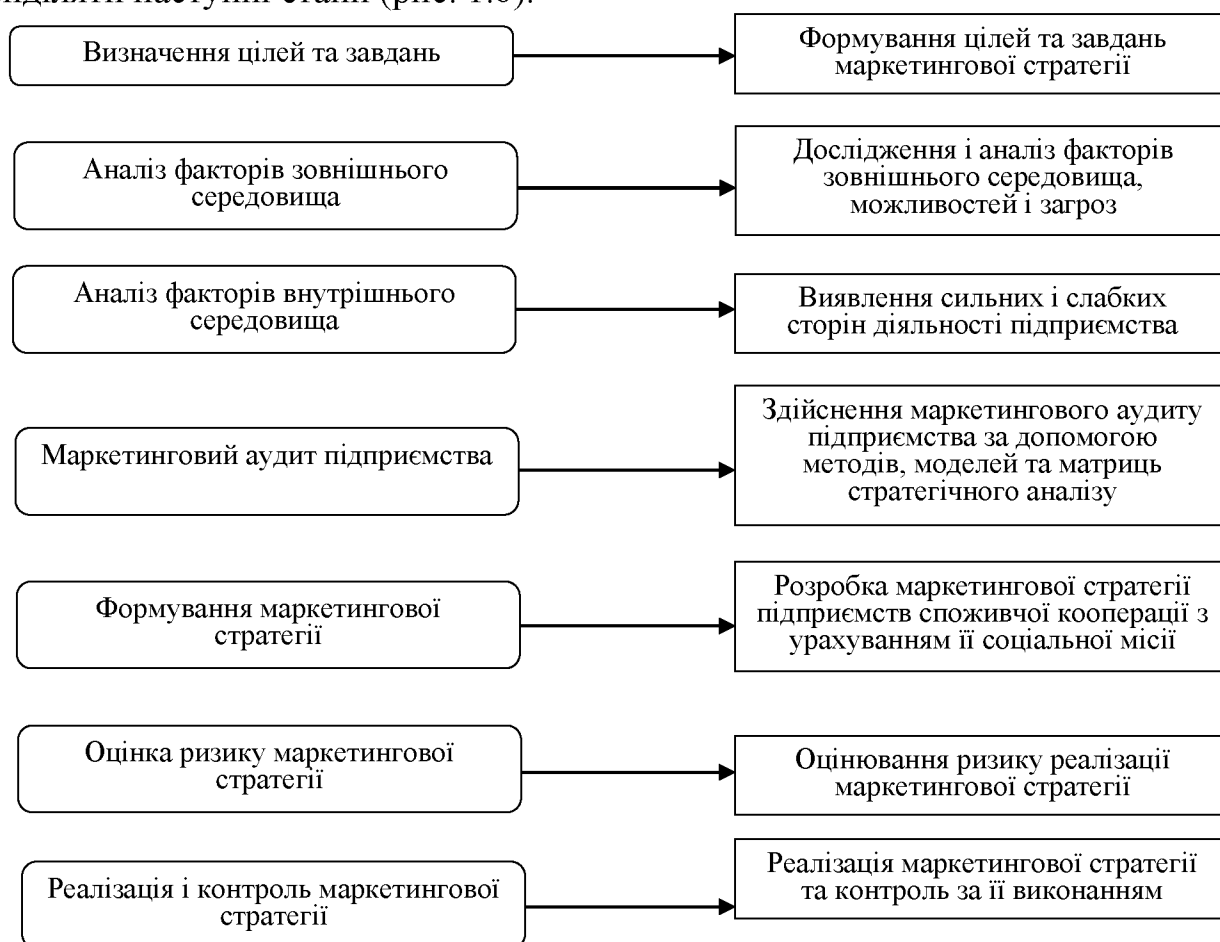 наступні етапи (рис. 1.6).
Визначення цілей та завдань
Формування цілей та завдань
маркетингової стратегії
Аналіз факторів зовнішнього
середовища
Дослідження і аналіз факторів
зовнішнього середовища,
можливостей і загроз
Аналіз факторів внутрішнього
середовища
Виявлення сильних і слабких
сторін діяльності підприємства
Маркетинговий аудит підприємства
Здійснення маркетингового аудиту
підприємства за допомогою
методів, моделей та матриць
стратегічного аналізу
Формування маркетингової
стратегії
Розробка маркетингової стратегії
підприємств споживчої кооперації з
урахуванням її соціальної місії
Оцінка ризику маркетингової
стратегії
Оцінювання ризику реалізації
маркетингової стратегії
Реалізація і контроль маркетингової
стратегії
Реалізація маркетингової стратегії
та контроль за її виконанням